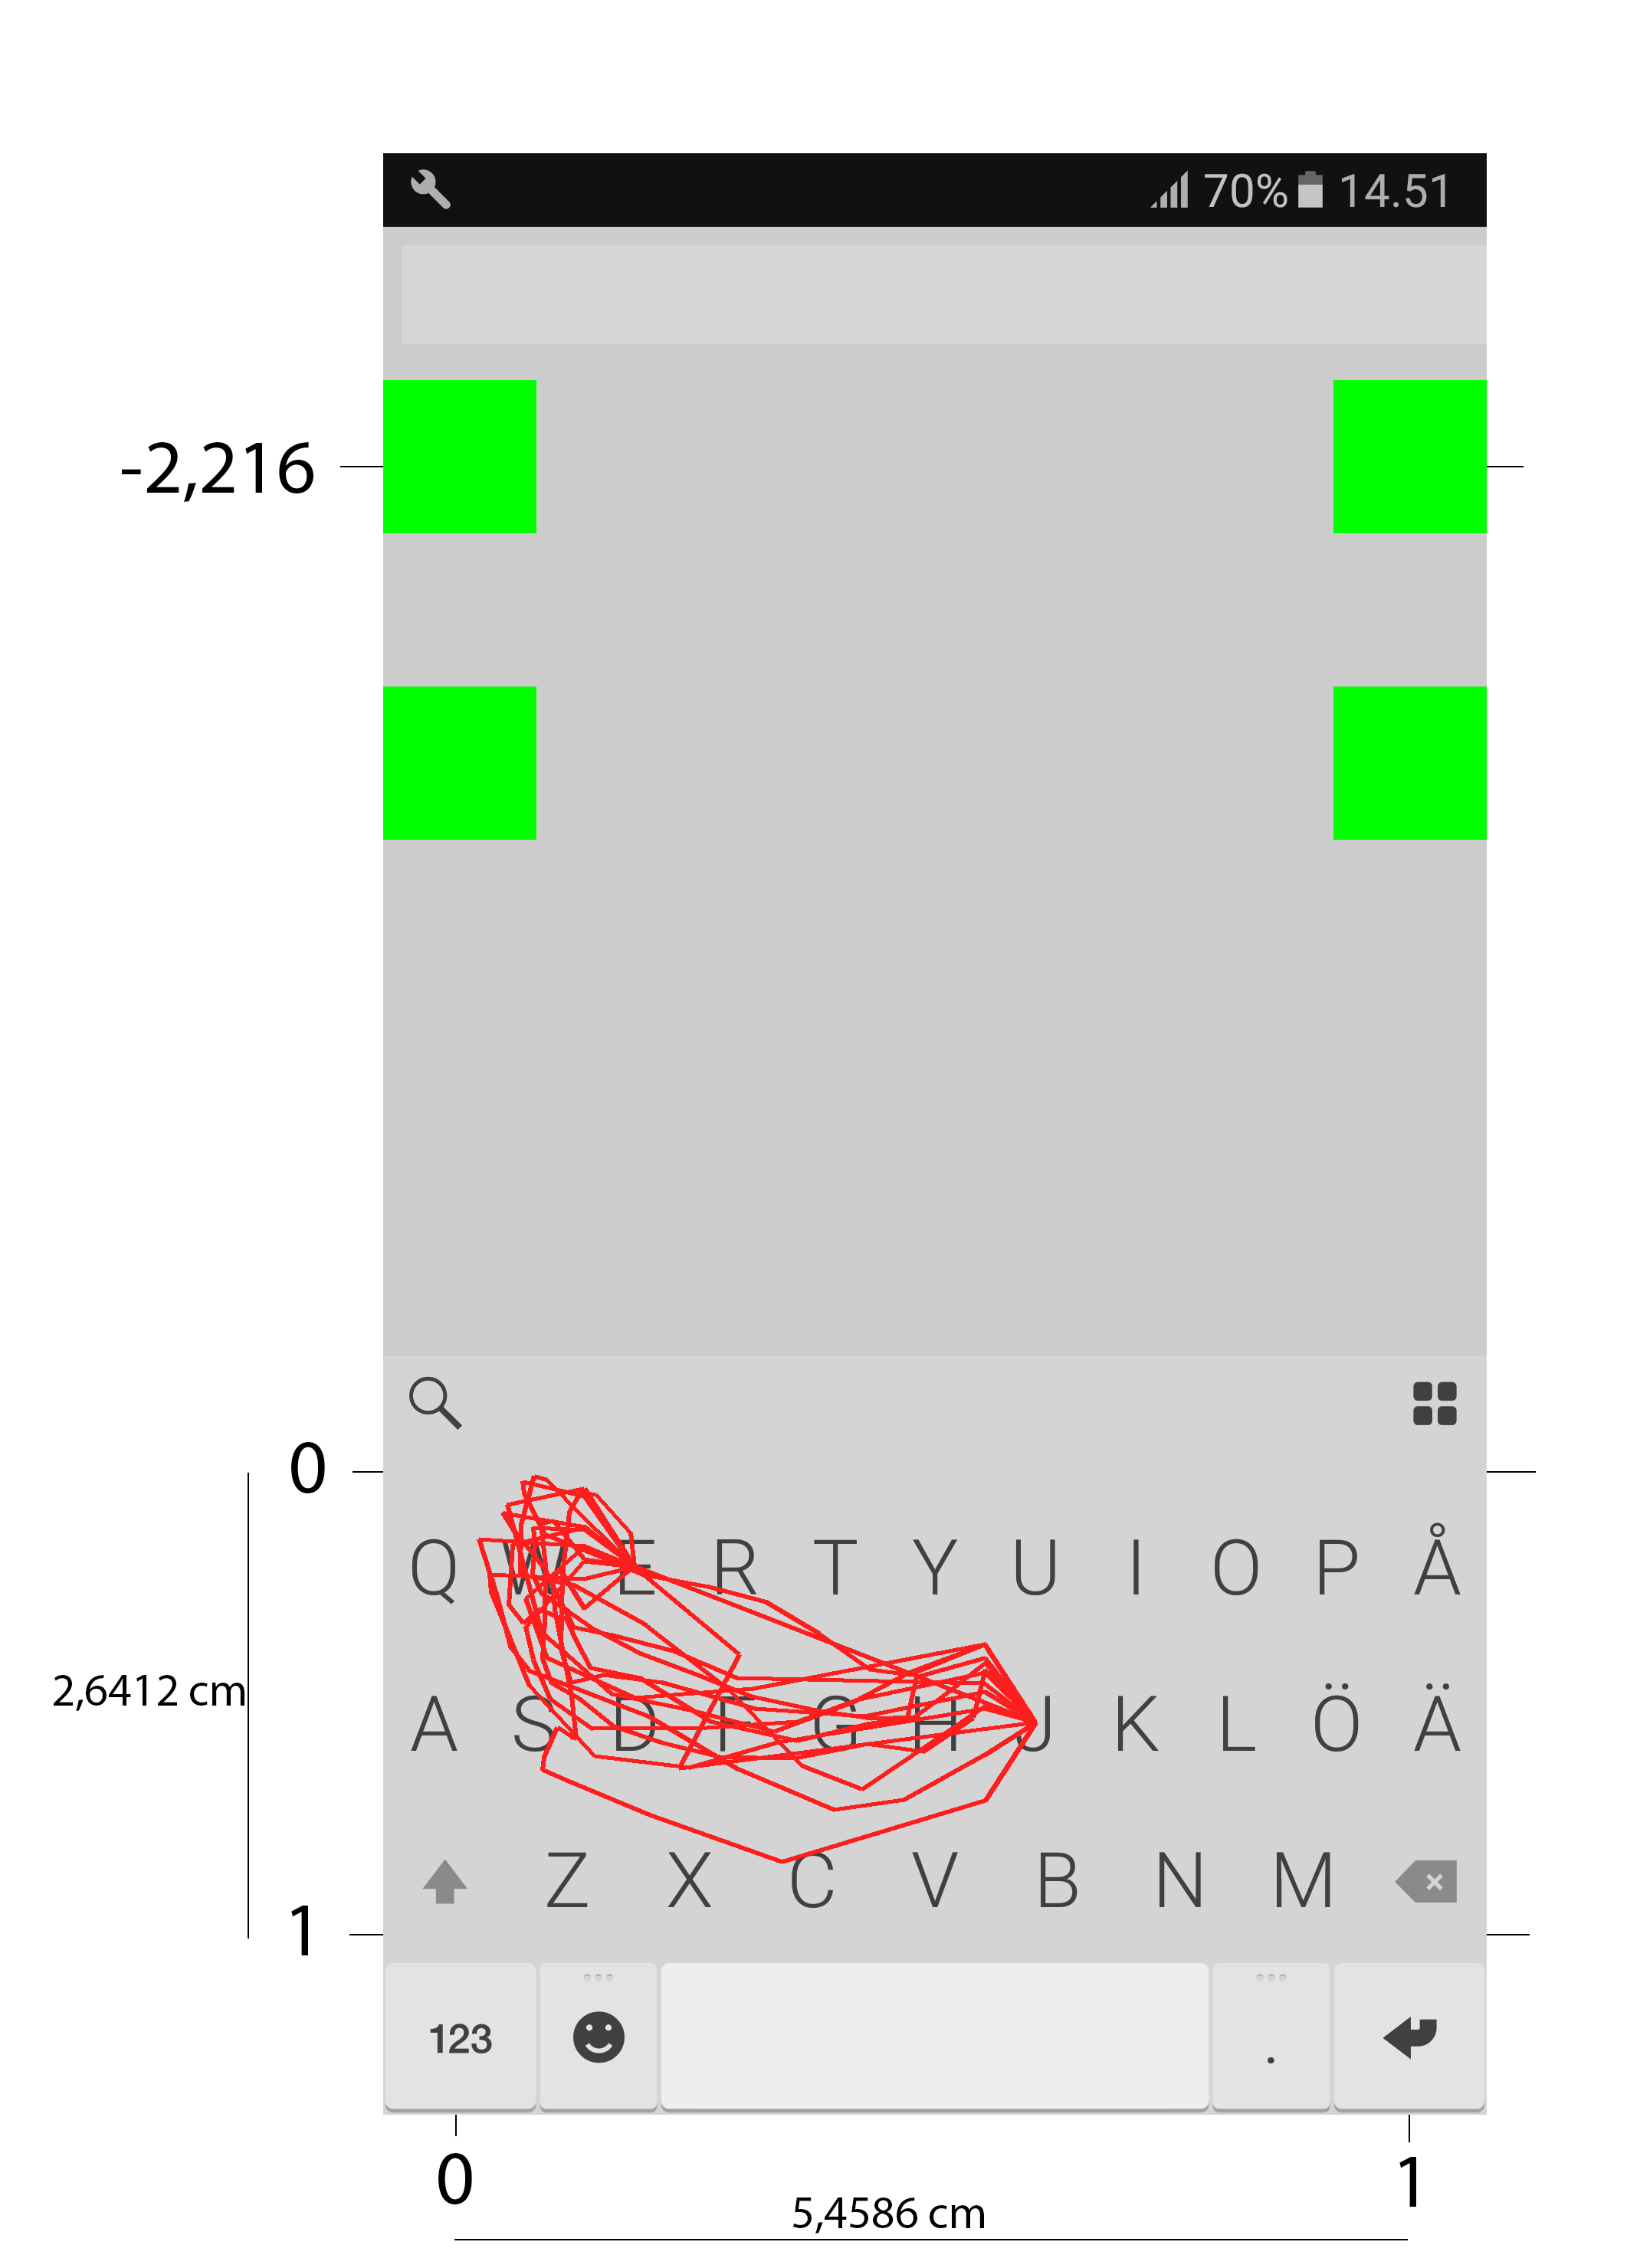 70% 14.51
-2,216
0
Q W E R T Y U I O P Å
2,6412 cm
A S D F G H J K L Ö Ä
Z X C V B N M
1
123 .
0 1
5,4586 cm